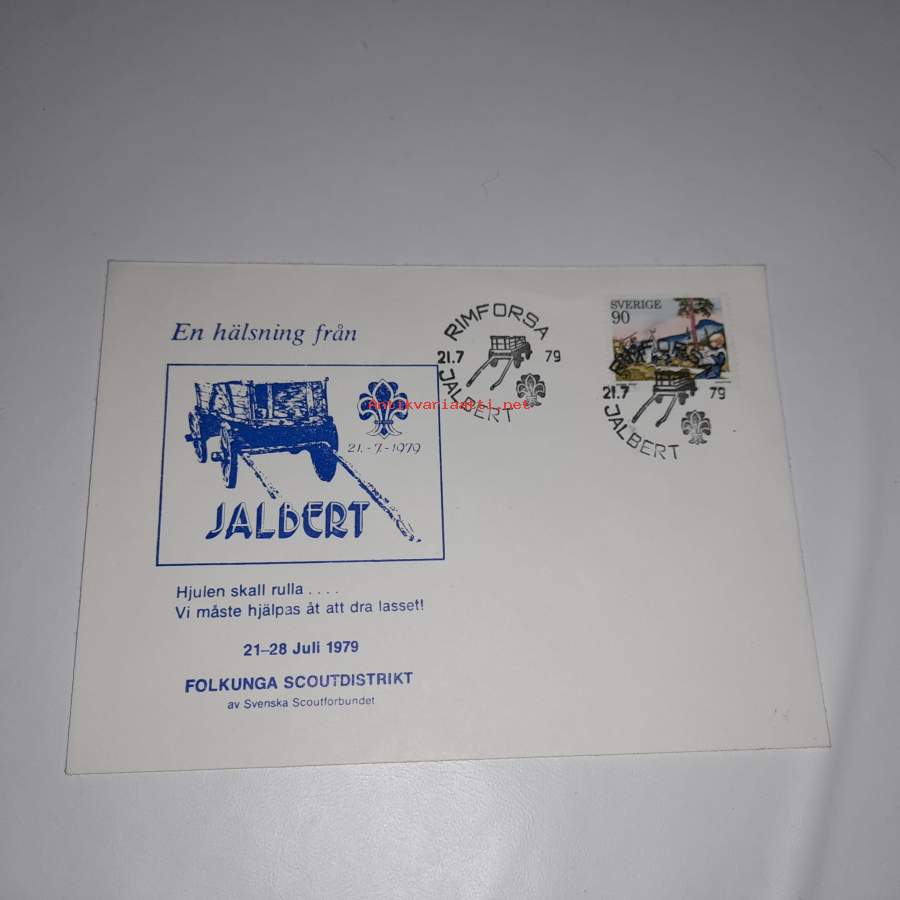 En hälsning från
21.-7-1979
JALBERT
Hjulen skall rulla . . . .
Vi måste hjälpas åt att dra lasset!
21–28 Juli 1979
FOLKUNGA SCOUTDISTRIKT
av Svenska Scoutförbundet
RIMFORSA
21.7 79
JALBERT
SVERIGE
90
21.7 79
JALBERT
Antikvariaatti.net